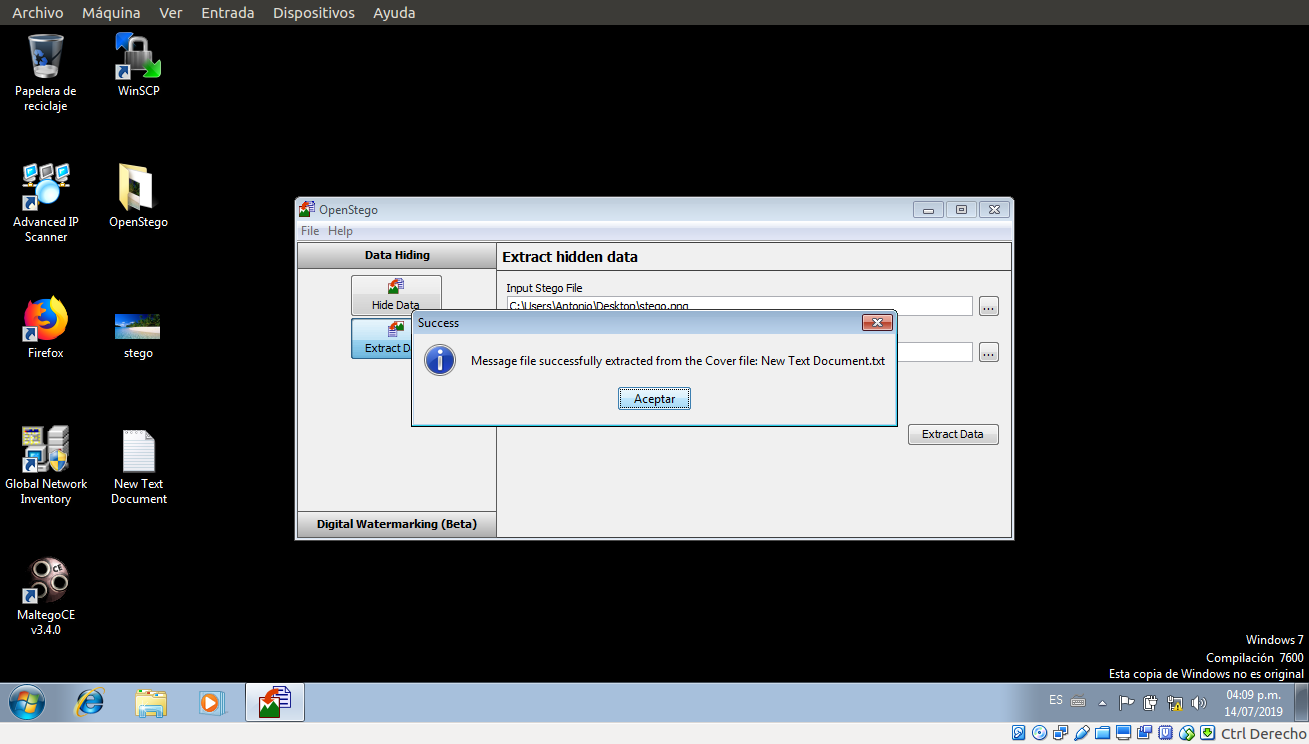 Archivo Máquina Ver Entrada Dispositivos Ayuda
Papelera de
reciclaje
WinSCP
Advanced IP
Scanner
OpenStego
Firefox
stego
Global Network
Inventory
New Text
Document
MaltegoCE
v3.4.0
OpenStego
File Help
Data Hiding
Hide Data
Extract D
Digital Watermarking (Beta)
Extract hidden data
Input Stego File
C:\Users\Antonio\Desktop\stego.png
...
...
Extract Data
Success
Message file successfully extracted from the Cover file: New Text Document.txt
Aceptar
Windows 7
Compilación 7600
Esta copia de Windows no es original
ES
04:09 p.m.
14/07/2019
Ctrl Derecho